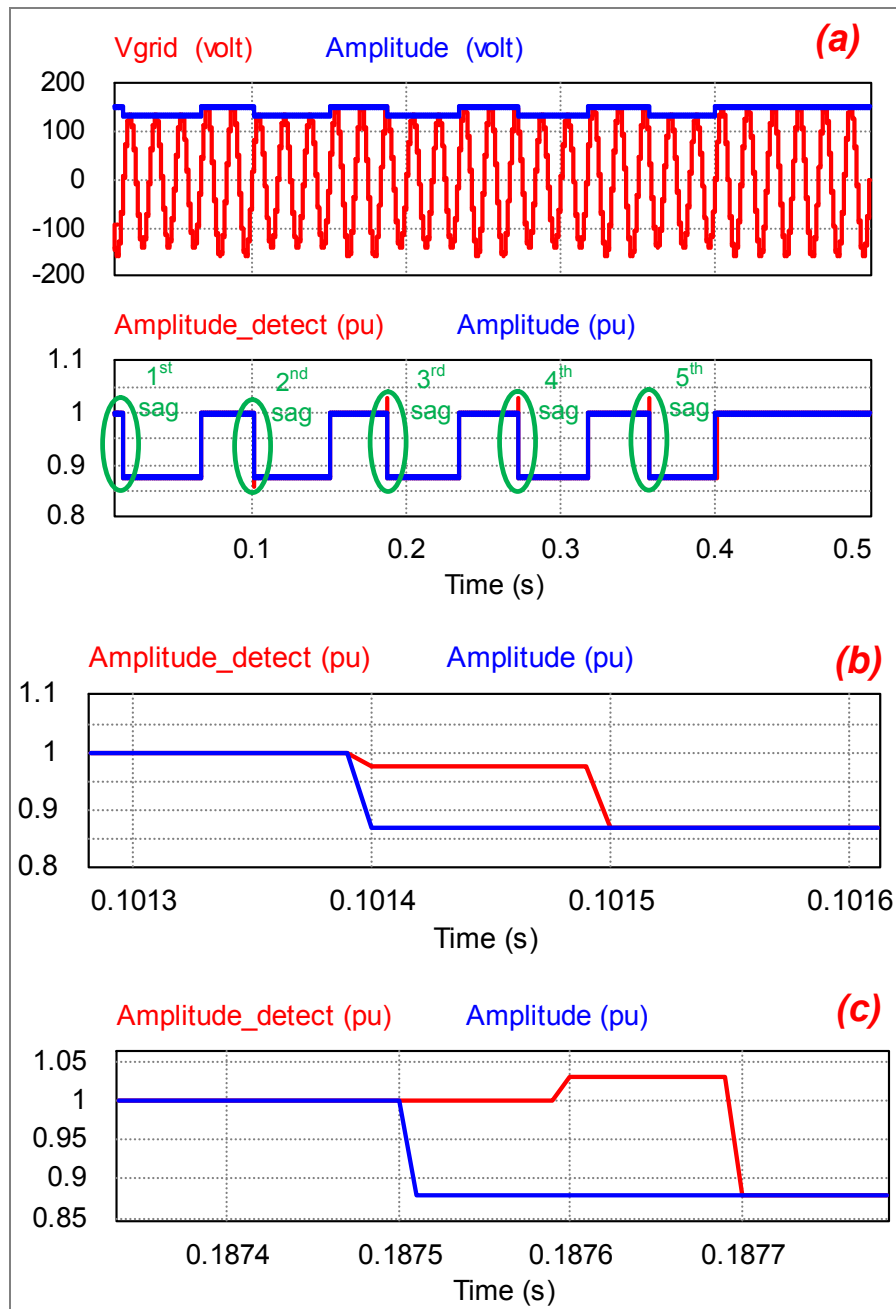 Vgrid (volt) Amplitude (volt) (a)
200
100
0
-100
-200
Amplitude_detect (pu) Amplitude (pu)
1.1
1
0.9
0.8
1st sag
2nd sag
3rd sag
4th sag
5th sag
0.1 0.2 0.3 0.4 0.5
Time (s)
Amplitude_detect (pu) Amplitude (pu) (b)
1.1
1
0.9
0.8
0.1013 0.1014 0.1015 0.1016
Time (s)
Amplitude_detect (pu) Amplitude (pu) (c)
1.05
1
0.95
0.9
0.85
0.1874 0.1875 0.1876 0.1877
Time (s)